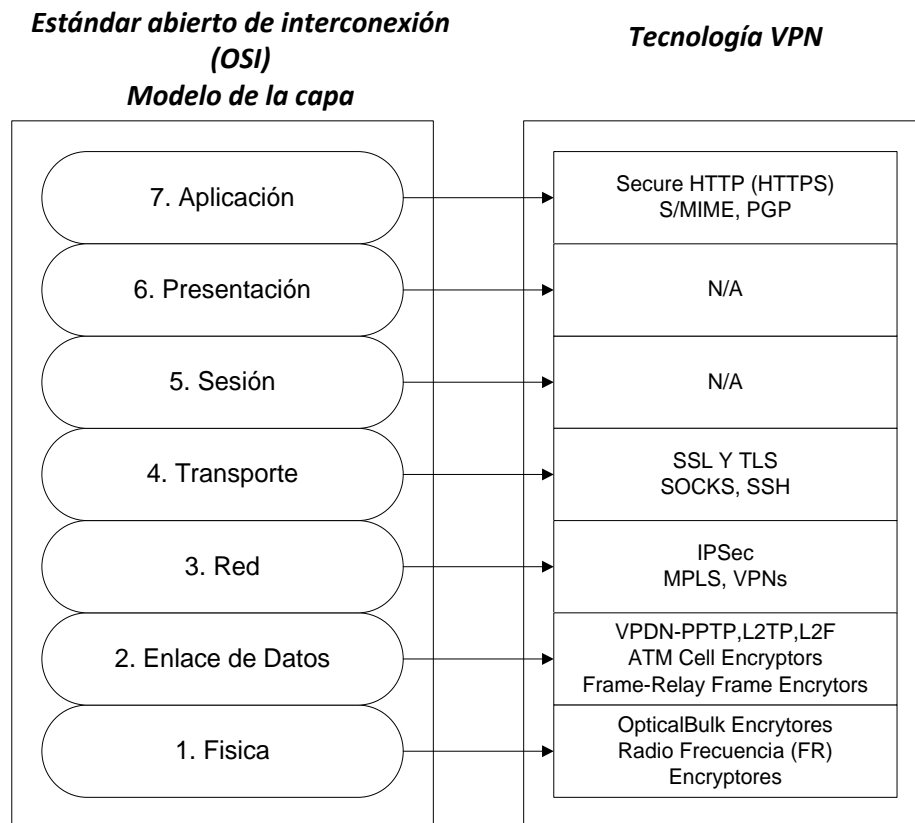 Estándar abierto de interconexión
(OSI)
Modelo de la capa
Tecnología VPN
7. Aplicación
Secure HTTP (HTTPS)
S/MIME, PGP
6. Presentación
N/A
5. Sesión
N/A
4. Transporte
SSL Y TLS
SOCKS, SSH
3. Red
IPSec
MPLS, VPNs
2. Enlace de Datos
VPDN-PPTP,L2TP,L2F
ATM Cell Encryptors
Frame-Relay Frame Encrytors
1. Fisica
OpticalBulk Encrytores
Radio Frecuencia (FR)
Encryptores